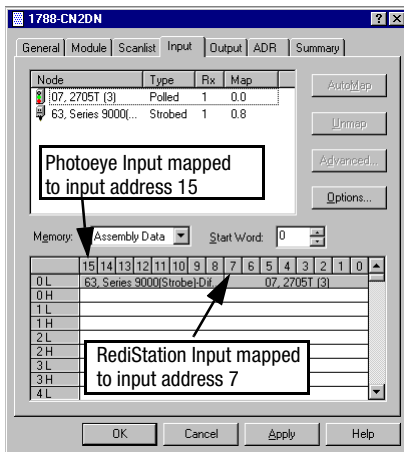 1788-CN2DN
General Module Scanlist Input Output ADR Summary
Node Type Rx Map
07, 2705T (3) Polled 1 0.0
63, Series 9000(... Strobed 1 0.8
AutoMap
Unmap
Advanced...
Options...
Photoeye Input mapped
to input address 15
Memory: Assembly Data Start Word: 0
15 14 13 12 11 10 9 8 7 6 5 4 3 2 1 0
0 L 63, Series 9000(Strobe)-Dif. 07, 2705T (3)
0 H
1 L
1 H
2 L
2 H
3 L
3 H
4 L
RediStation Input mapped
to input address 7
OK Cancel Apply Help